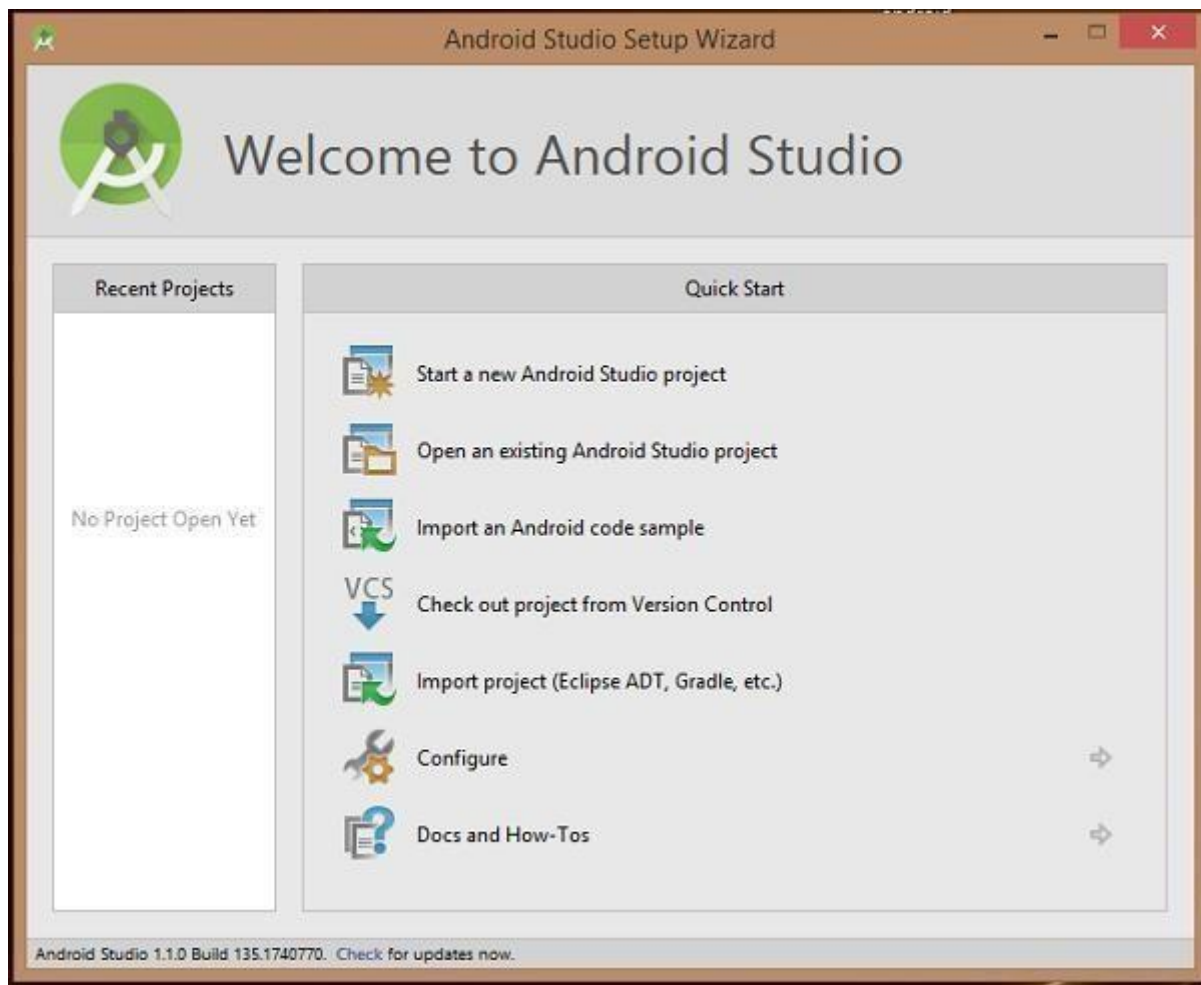 Android Studio Setup Wizard
Welcome to Android Studio
Recent Projects
No Project Open Yet
Quick Start
Start a new Android Studio project
Open an existing Android Studio project
Import an Android code sample
VCS
Check out project from Version Control
Import project (Eclipse ADT, Gradle, etc.)
Configure
Docs and How-Tos
Android Studio 1.1.0 Build 135.1740770. Check for updates now.